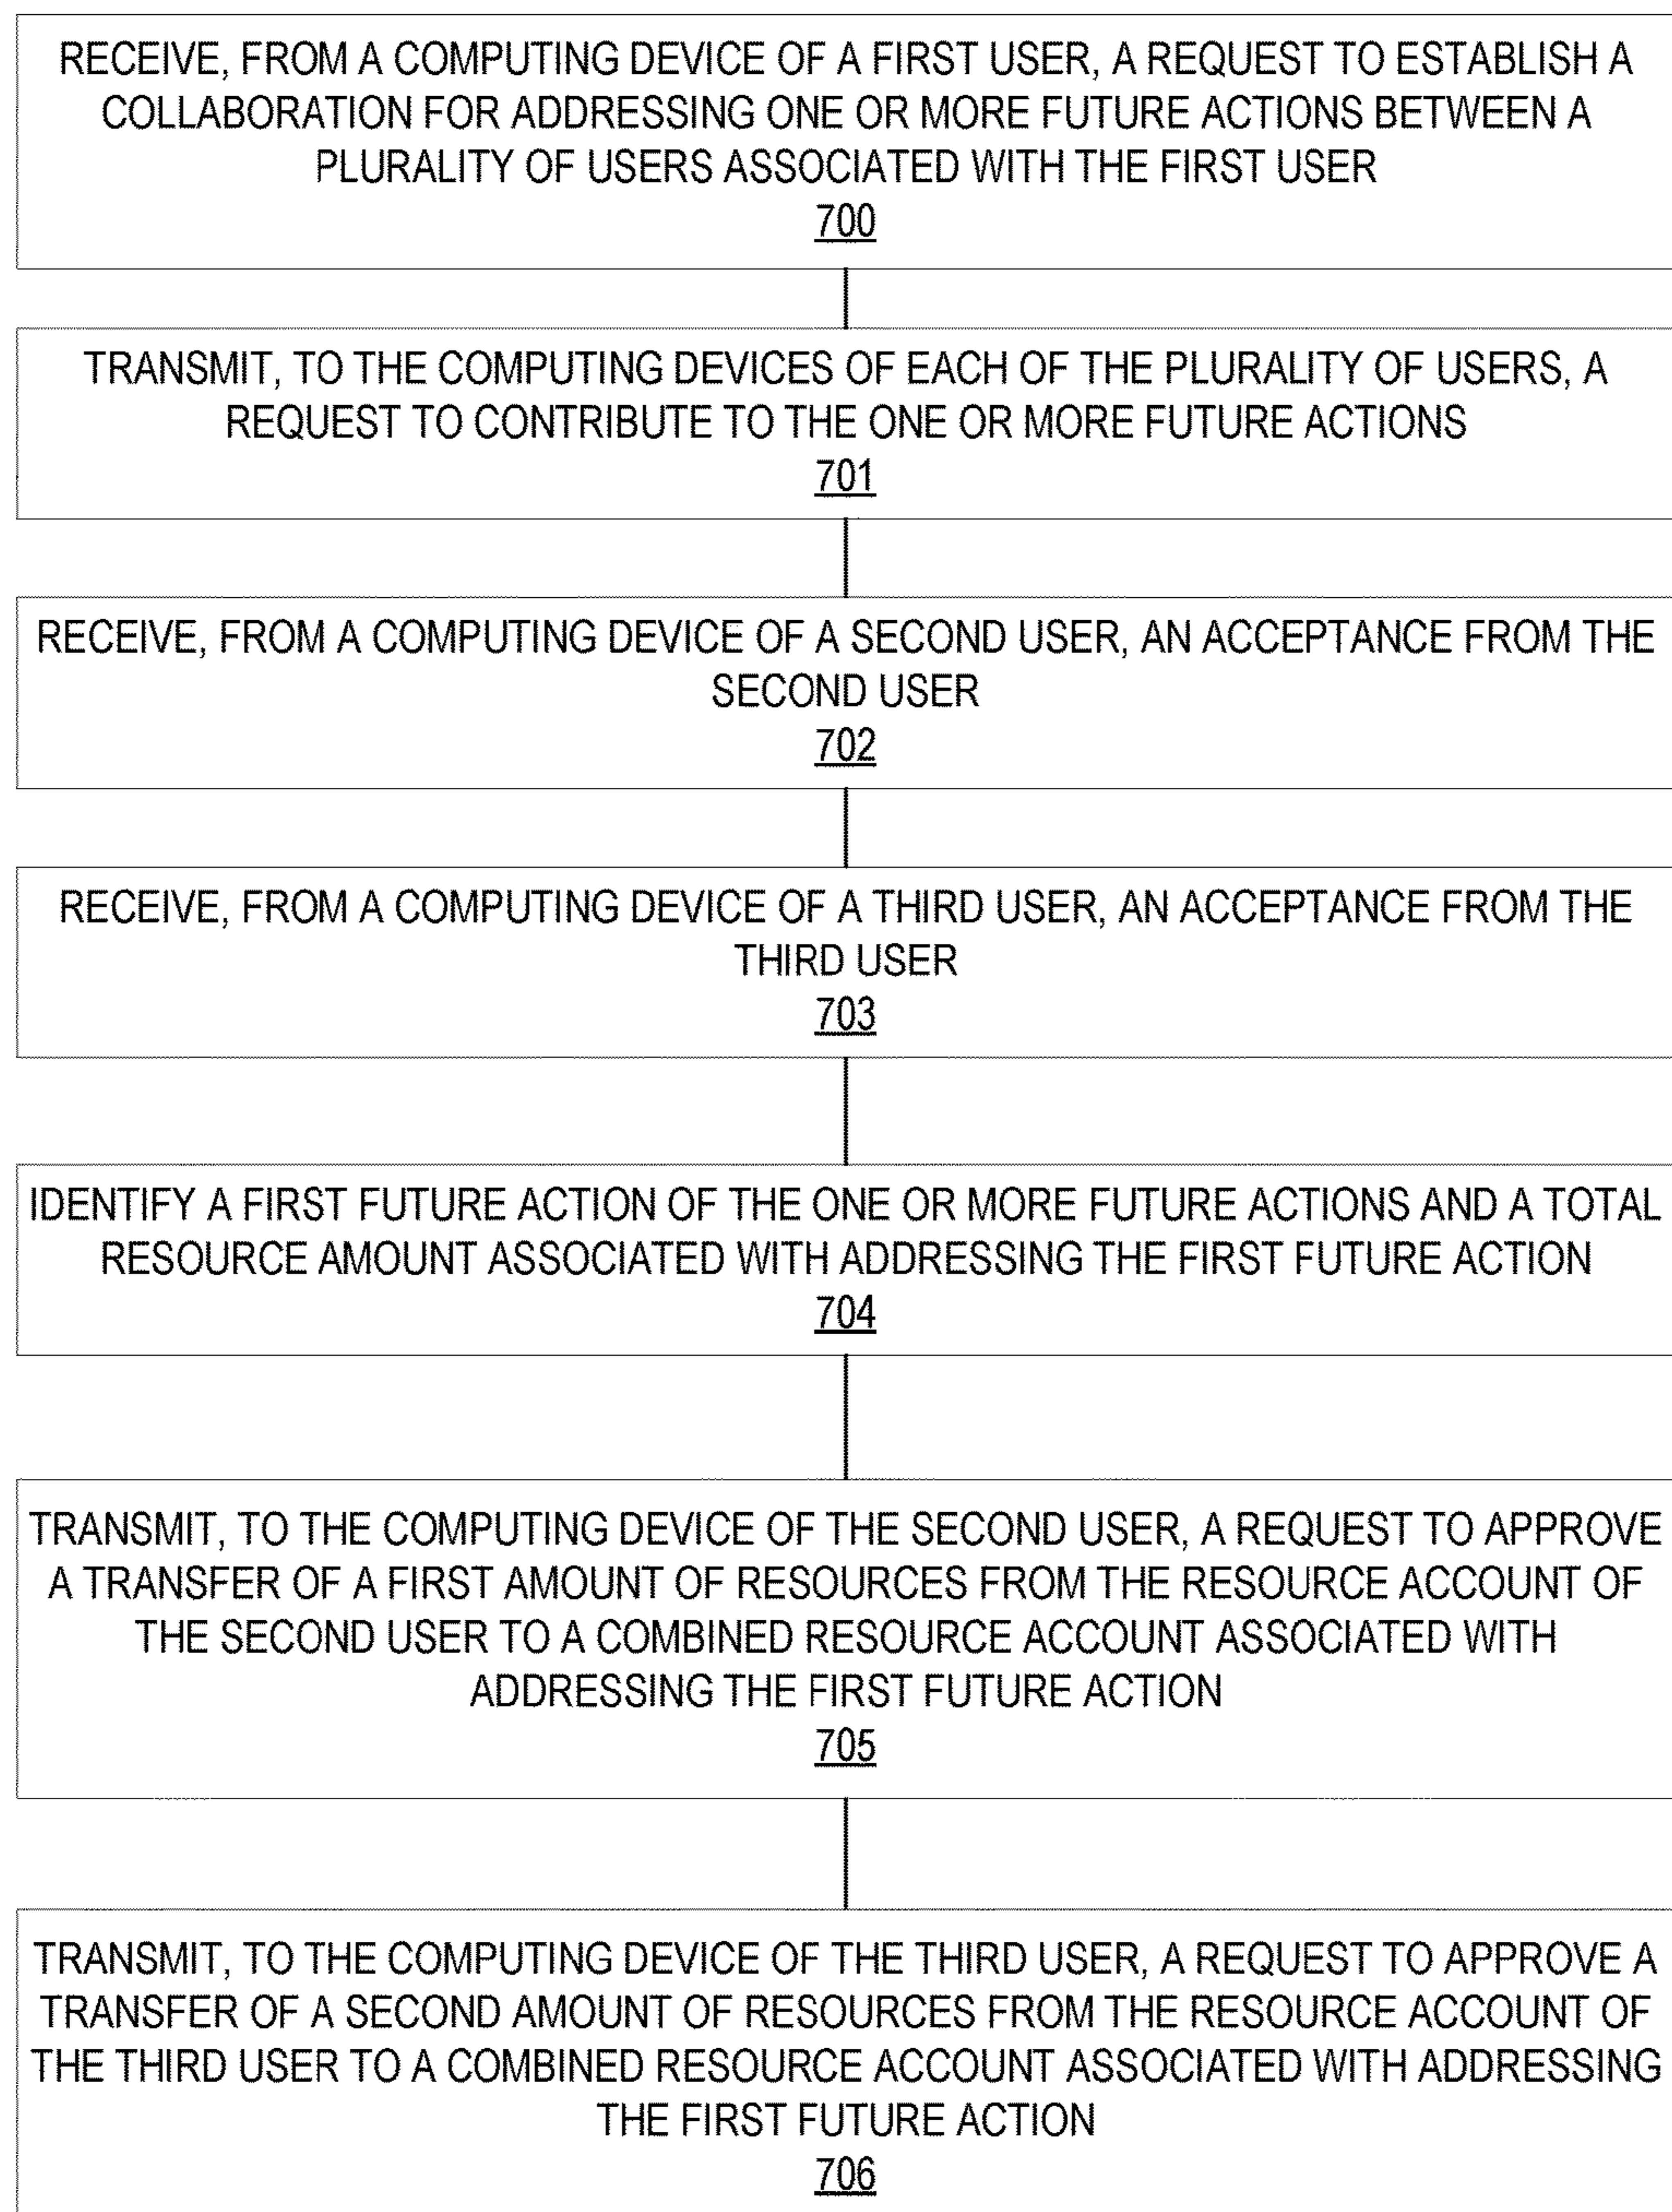 RECEIVE, FROM A COMPUTING DEVICE OF A FIRST USER, A REQUEST TO ESTABLISH A
COLLABORATION FOR ADDRESSING ONE OR MORE FUTURE ACTIONS BETWEEN A
PLURALITY OF USERS ASSOCIATED WITH THE FIRST USER
700
TRANSMIT, TO THE COMPUTING DEVICES OF EACH OF THE PLURALITY OF USERS, A
REQUEST TO CONTRIBUTE TO THE ONE OR MORE FUTURE ACTIONS
701
RECEIVE, FROM A COMPUTING DEVICE OF A SECOND USER, AN ACCEPTANCE FROM THE
SECOND USER
702
RECEIVE, FROM A COMPUTING DEVICE OF A THIRD USER, AN ACCEPTANCE FROM THE
THIRD USER
703
IDENTIFY A FIRST FUTURE ACTION OF THE ONE OR MORE FUTURE ACTIONS AND A TOTAL
RESOURCE AMOUNT ASSOCIATED WITH ADDRESSING THE FIRST FUTURE ACTION
704
TRANSMIT, TO THE COMPUTING DEVICE OF THE SECOND USER, A REQUEST TO APPROVE
A TRANSFER OF A FIRST AMOUNT OF RESOURCES FROM THE RESOURCE ACCOUNT OF
THE SECOND USER TO A COMBINED RESOURCE ACCOUNT ASSOCIATED WITH
ADDRESSING THE FIRST FUTURE ACTION
705
TRANSMIT, TO THE COMPUTING DEVICE OF THE THIRD USER, A REQUEST TO APPROVE A
TRANSFER OF A SECOND AMOUNT OF RESOURCES FROM THE RESOURCE ACCOUNT OF
THE THIRD USER TO A COMBINED RESOURCE ACCOUNT ASSOCIATED WITH ADDRESSING
THE FIRST FUTURE ACTION
706